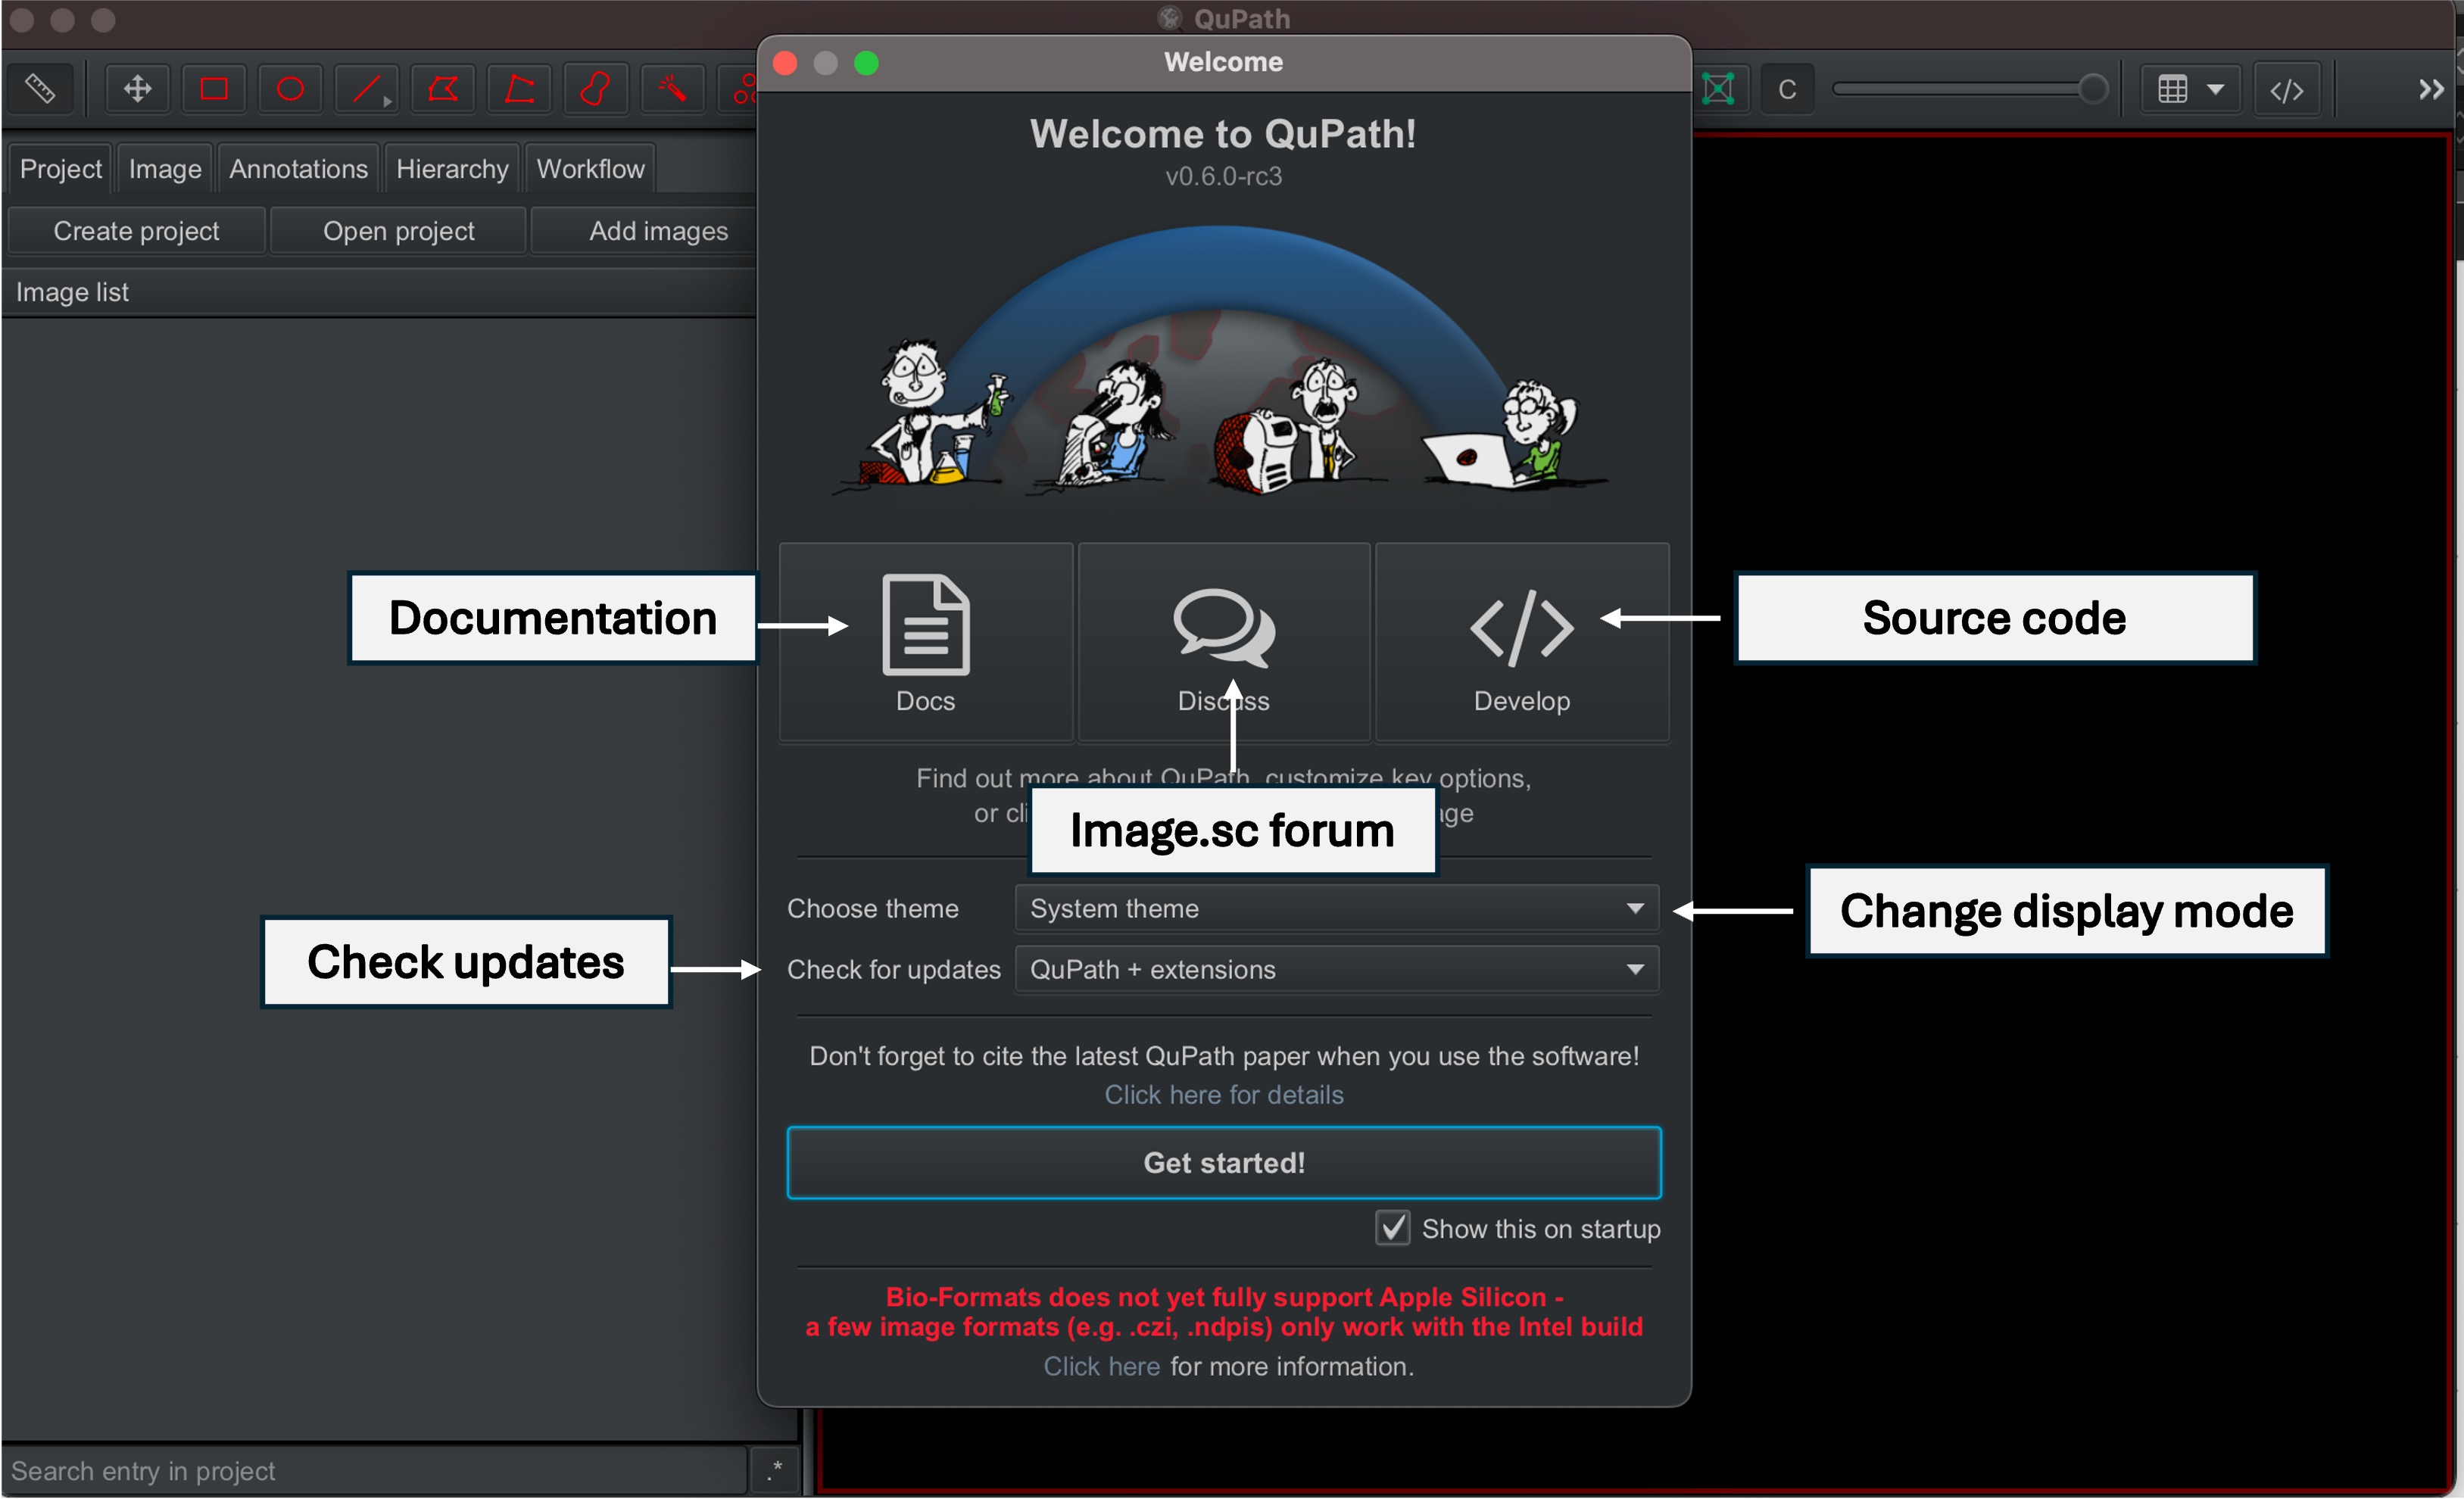 QuPath
Welcome
C
Project Image Annotations Hierarchy Workflow
Create project Open project Add images
Image list
Welcome to QuPath!
v0.6.0-rc3
Documentation
Source code
Docs
Discuss
Develop
Find out more about QuPath, customize key options,
or
Image.sc forum
Choose theme System theme
Change display mode
Check updates
Check for updates QuPath + extensions
Don't forget to cite the latest QuPath paper when you use the software!
Click here for details
Get started!
Show this on startup
Bio-Formats does not yet fully support Apple Silicon -
a few image formats (e.g. .czi, .ndpis) only work with the Intel build
Click here for more information.
Search entry in project
.*